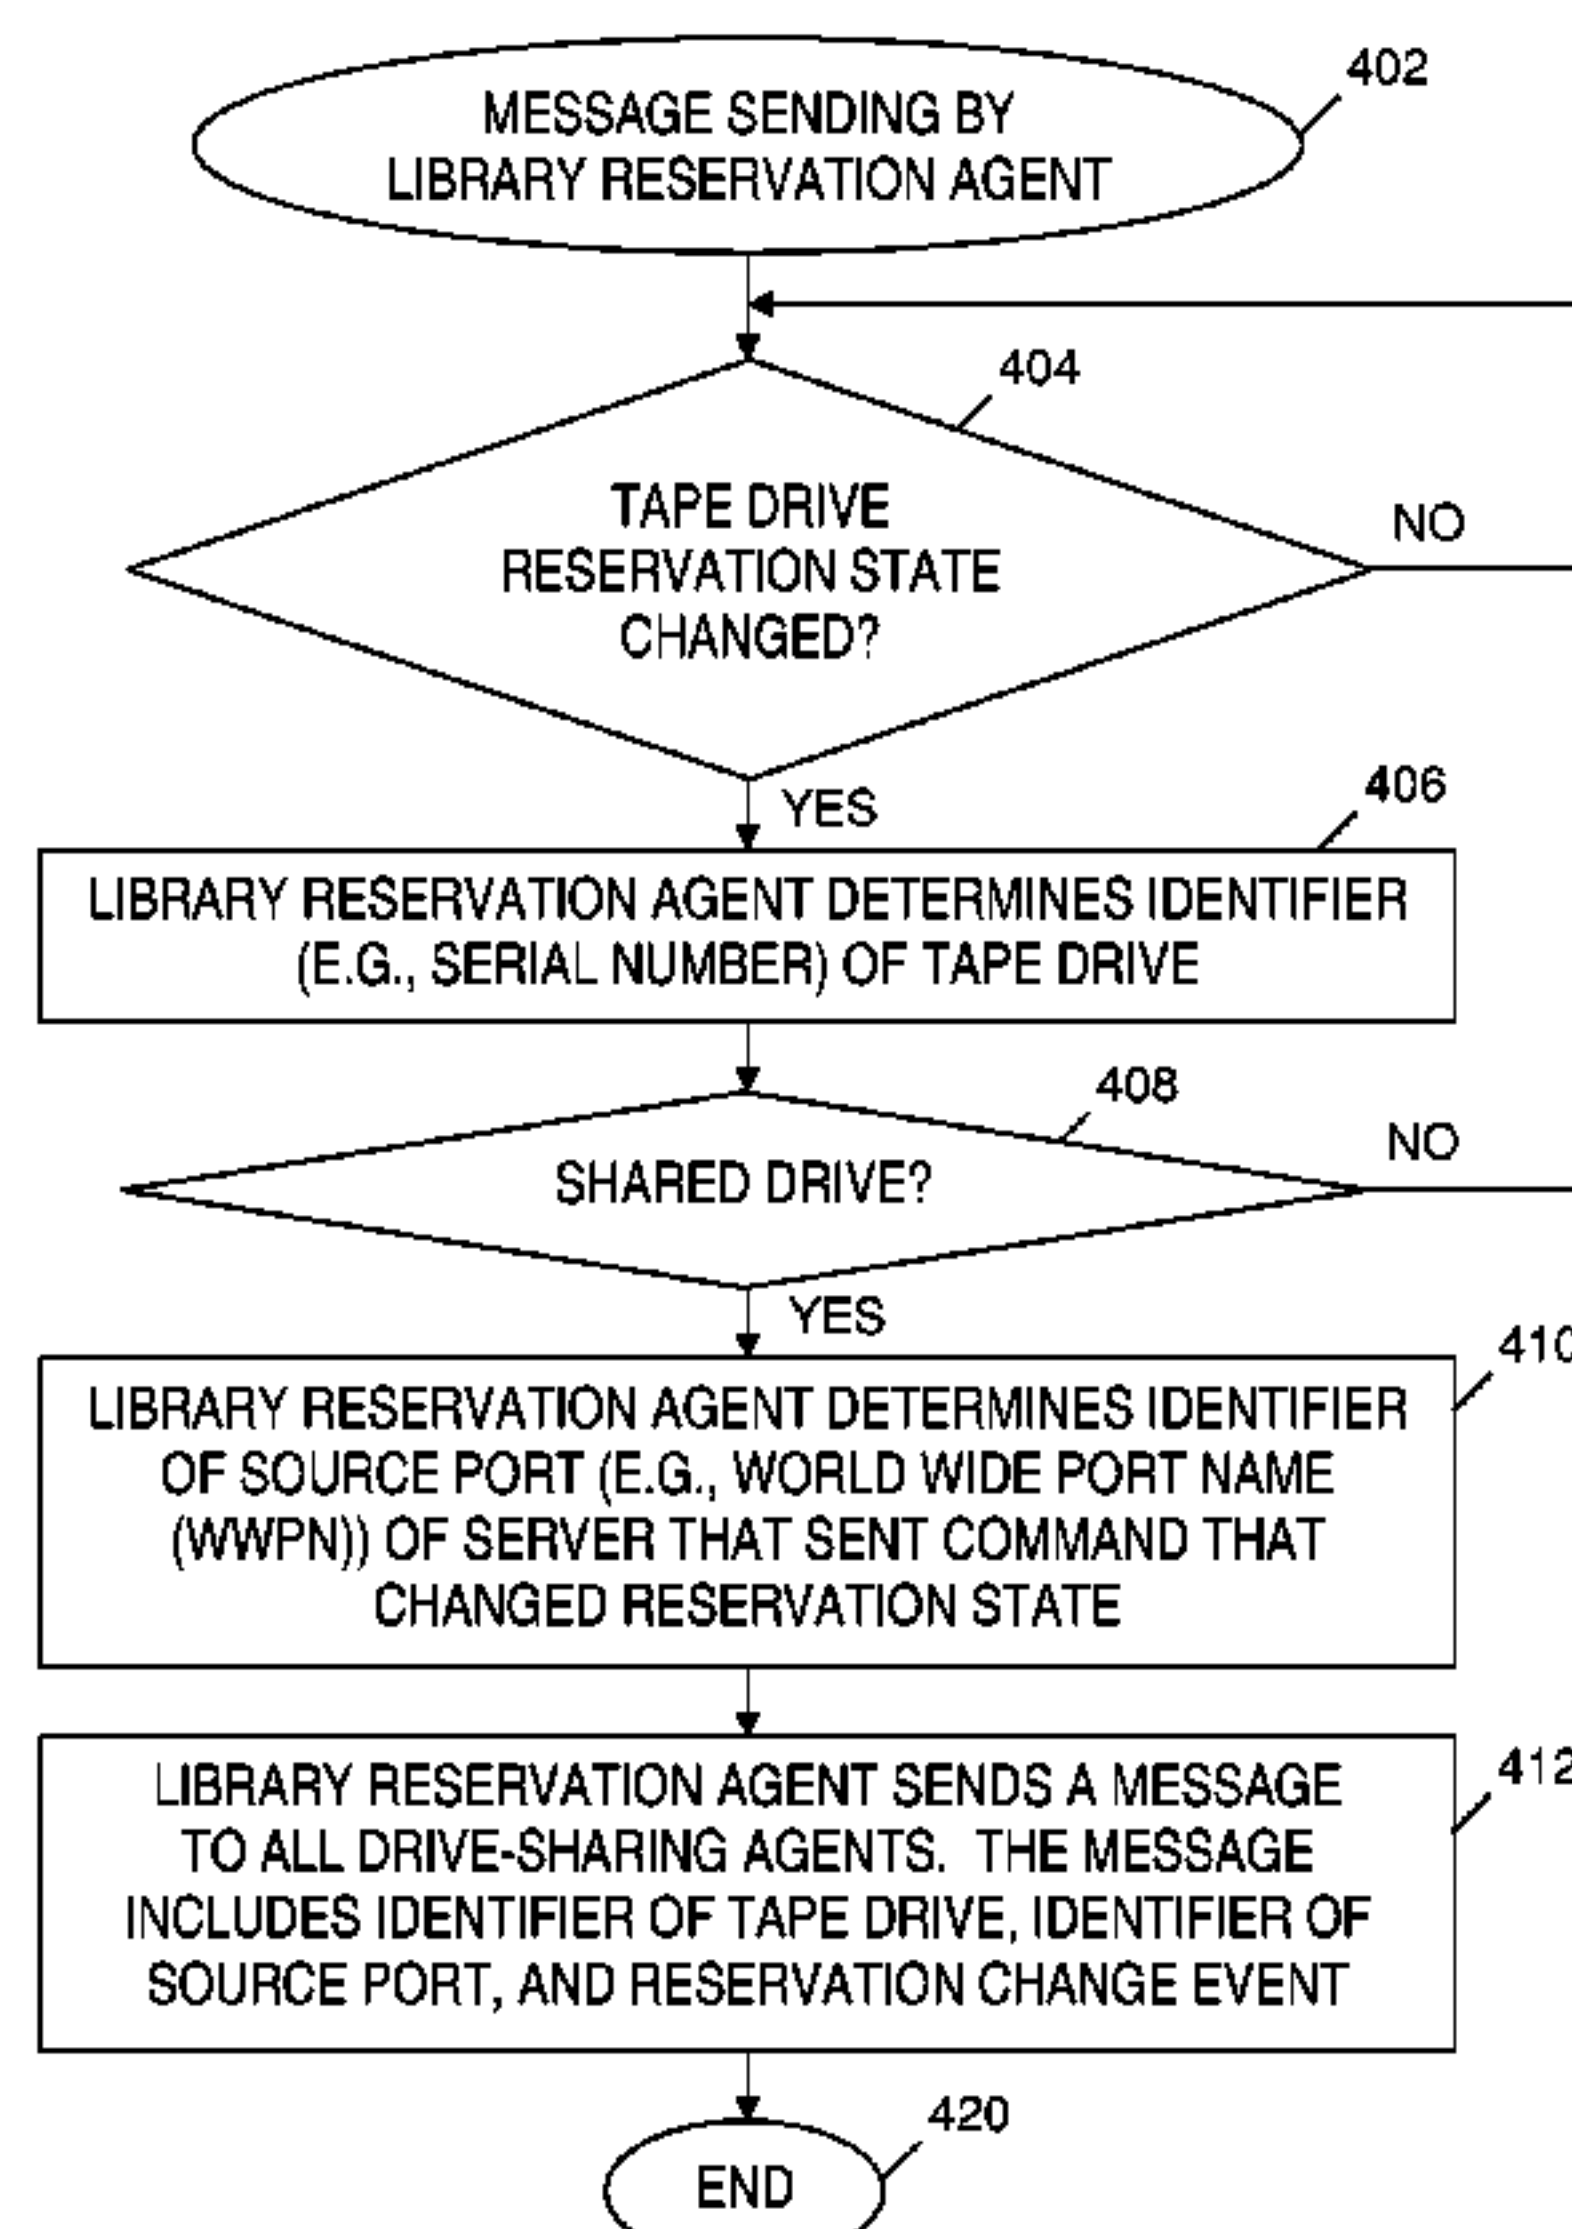 402
MESSAGE SENDING BY
LIBRARY RESERVATION AGENT
404
TAPE DRIVE
RESERVATION STATE
CHANGED?
NO
YES
406
LIBRARY RESERVATION AGENT DETERMINES IDENTIFIER
(E.G., SERIAL NUMBER) OF TAPE DRIVE
408
SHARED DRIVE?
NO
YES
410
LIBRARY RESERVATION AGENT DETERMINES IDENTIFIER
OF SOURCE PORT (E.G., WORLD WIDE PORT NAME
(WWPN)) OF SERVER THAT SENT COMMAND THAT
CHANGED RESERVATION STATE
412
LIBRARY RESERVATION AGENT SENDS A MESSAGE
TO ALL DRIVE-SHARING AGENTS. THE MESSAGE
INCLUDES IDENTIFIER OF TAPE DRIVE, IDENTIFIER OF
SOURCE PORT, AND RESERVATION CHANGE EVENT
420
END